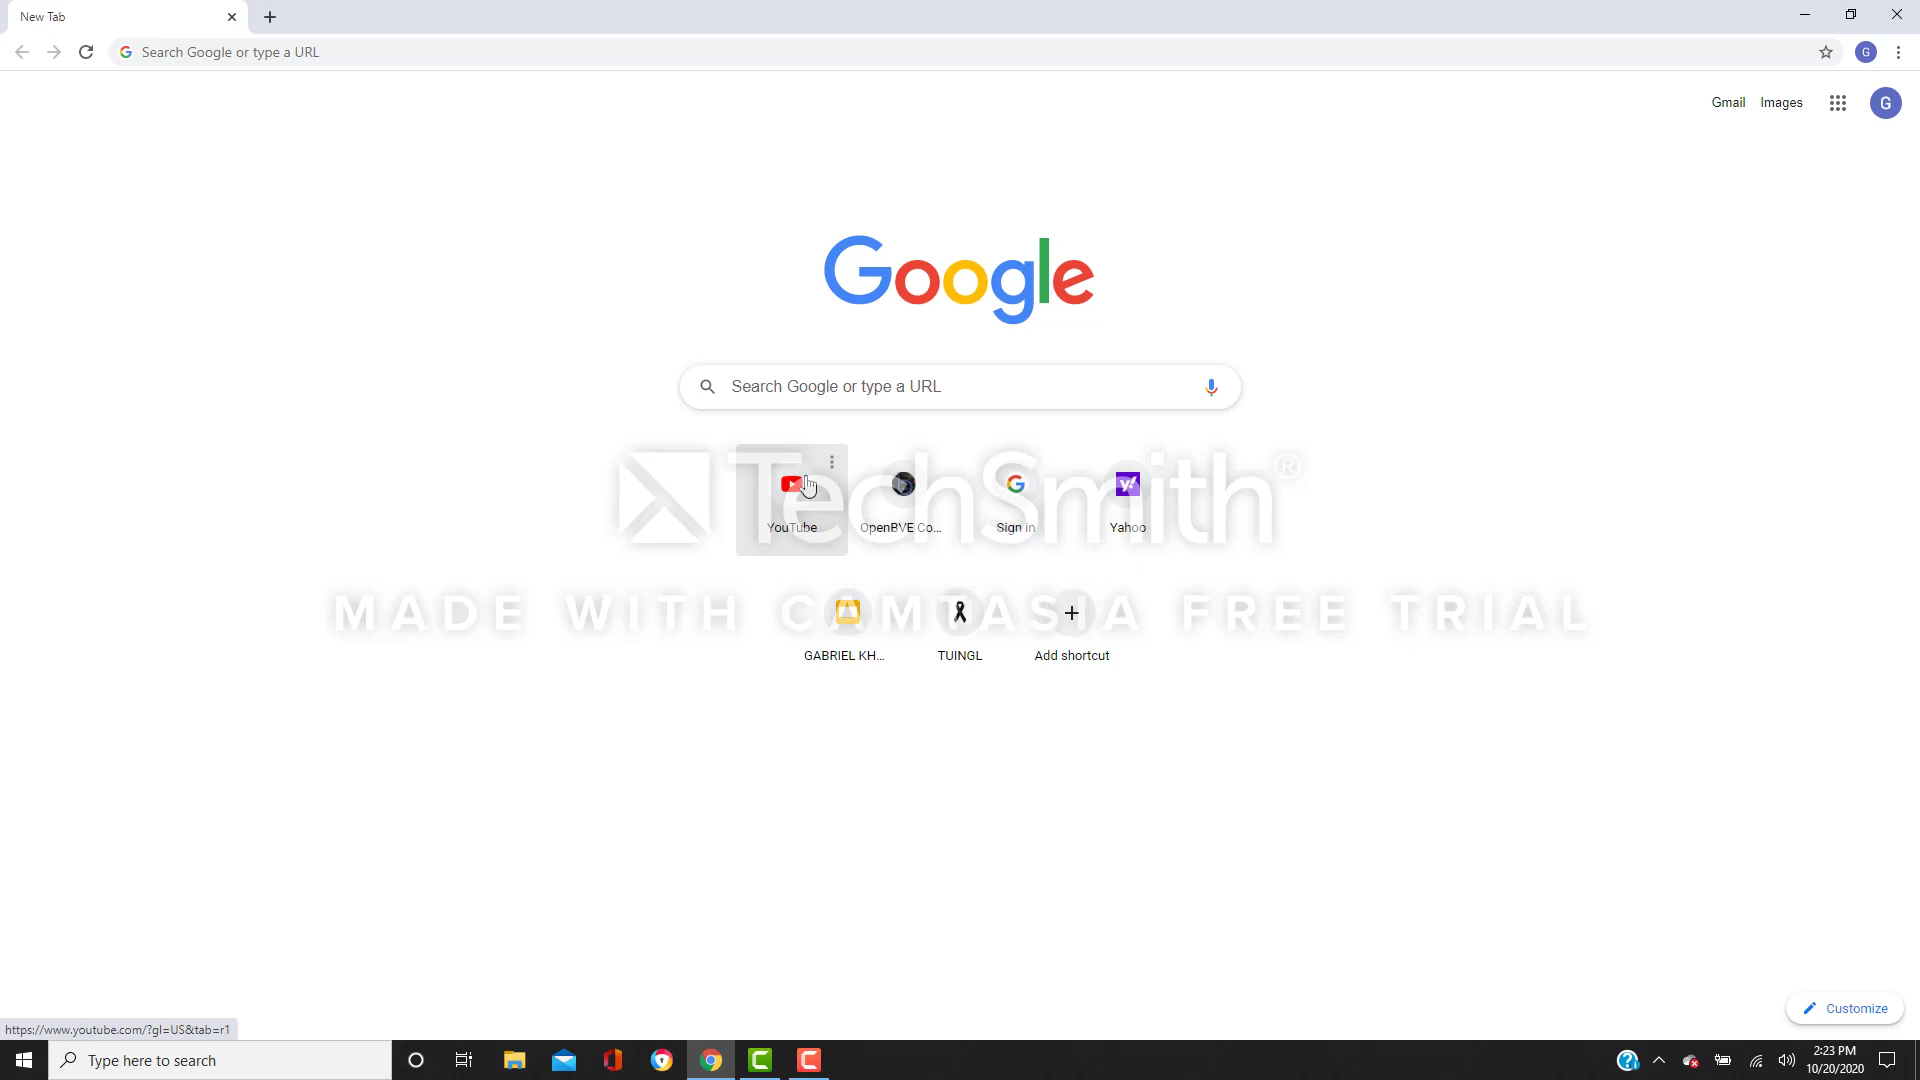 New Tab
Search Google or type a URL
Gmail Images
G
G
Google
Search Google or type a URL
TechSmith®
YouTube
OpenBVE Co...
Sign in
Yahoo
MADE WITH CAMTASIA FREE TRIAL
GABRIEL KH...
TUINGL
Add shortcut
Customize
https://www.youtube.com/?gl=US&tab=r1
Type here to search
2:23 PM
10/20/2020